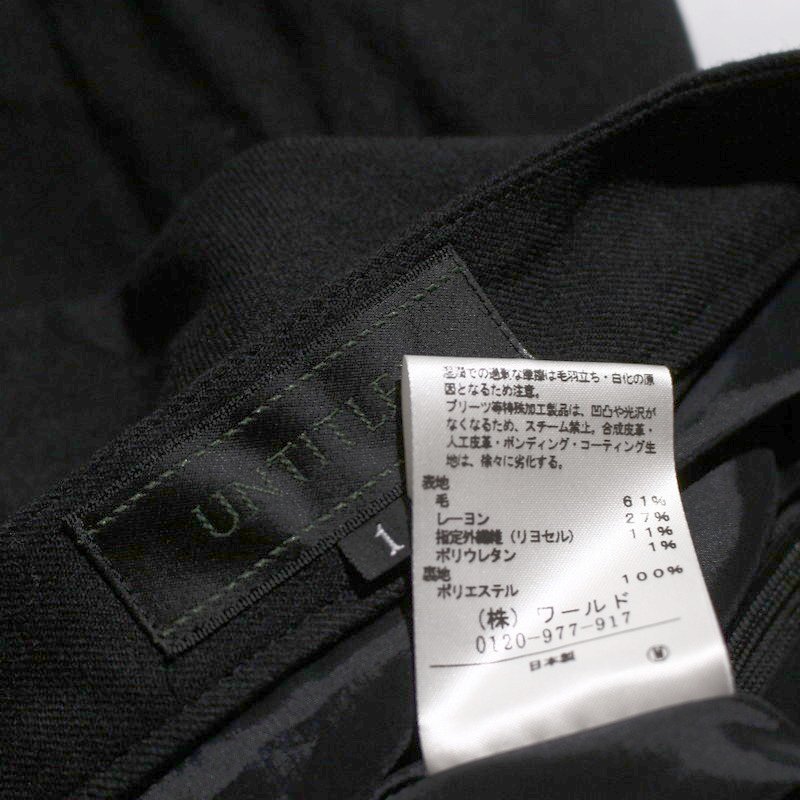 UNTITLE
1
湿潤での過剰な摩擦は毛羽立ち・白化の原
因となるため注意。
プリーツ等特殊加工製品は、凹凸や光沢が
なくなるため、スチーム禁止。合成皮革・
人工皮革・ボンディング・コーティング生
地は、徐々に劣化する。
表地
毛 61%
レーヨン 27%
指定外繊維（リヨセル） 11%
ポリウレタン 1%
裏地
ポリエステル 100%
（株）ワールド
0120-977-917
日本製